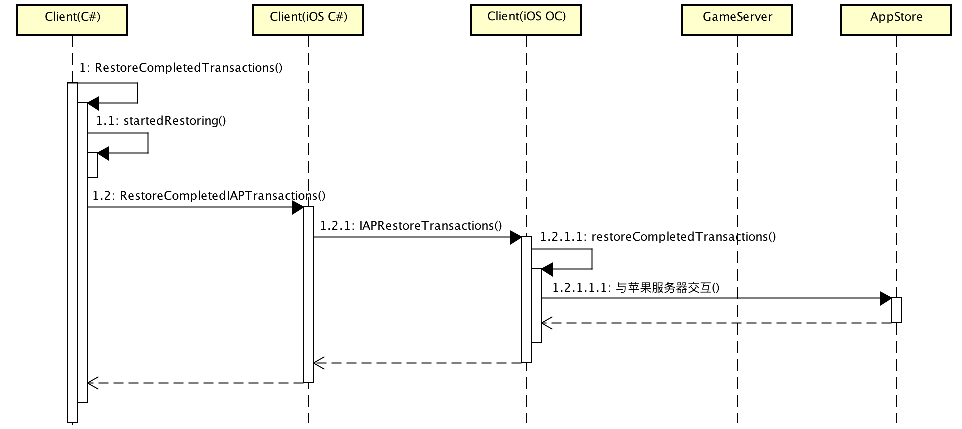 Client(C#)
Client(iOS C#)
Client(iOS OC)
GameServer
AppStore
1: RestoreCompletedTransactions()
1.1: startedRestoring()
1.2: RestoreCompletedIAPTransactions()
1.2.1: IAPRestoreTransactions()
1.2.1.1: restoreCompletedTransactions()
1.2.1.1.1: 与苹果服务器交互()